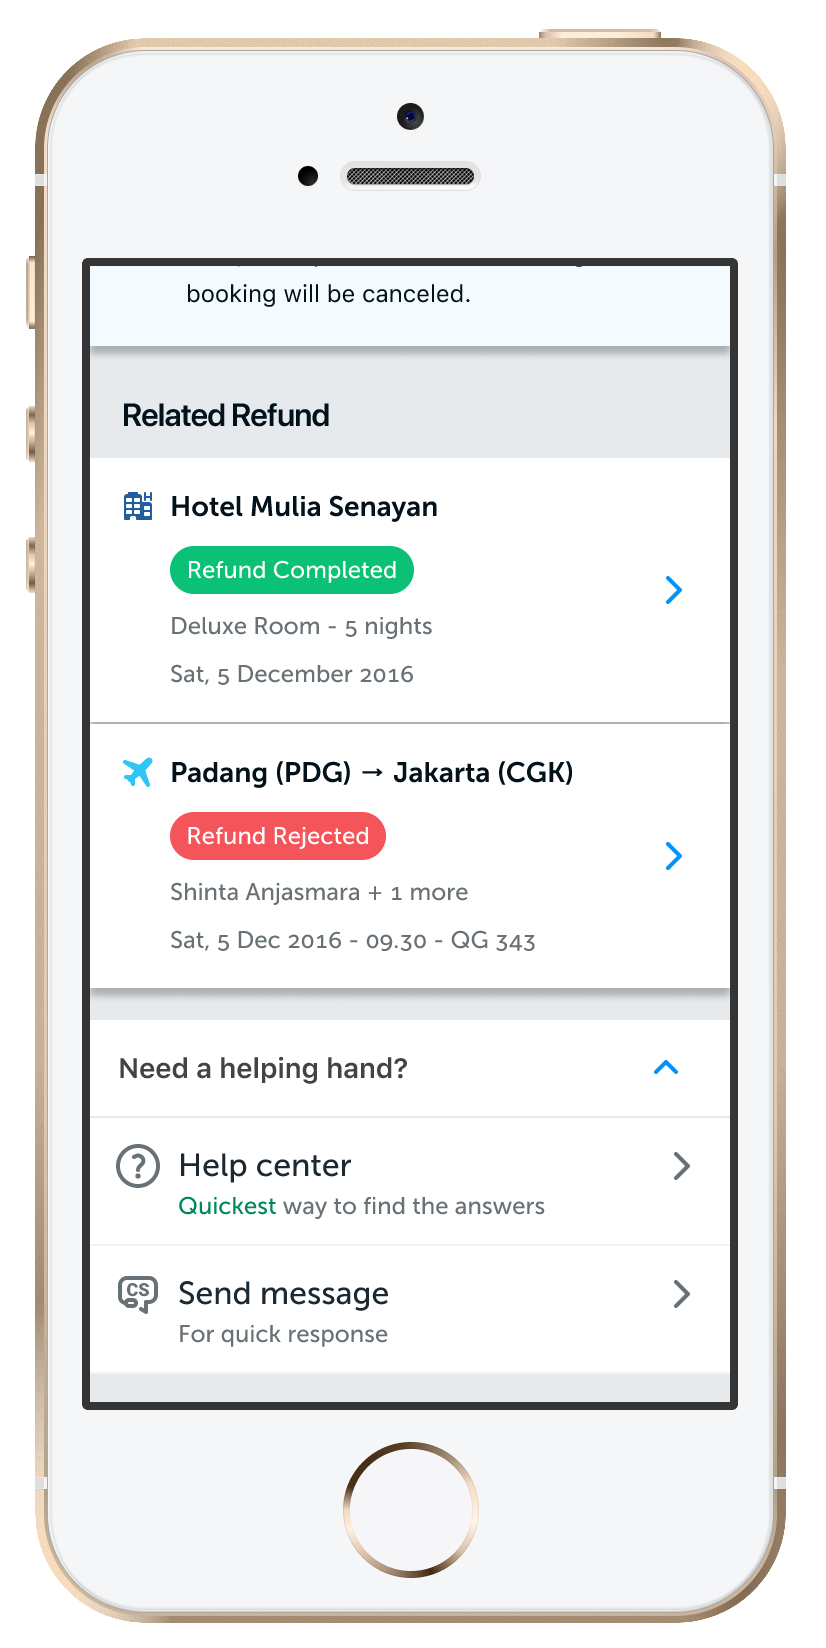 booking will be canceled.
Related Refund
Hotel Mulia Senayan
Refund Completed
Deluxe Room - 5 nights
Sat, 5 December 2016
Padang (PDG) → Jakarta (CGK)
Refund Rejected
Shinta Anjasmara + 1 more
Sat, 5 Dec 2016 - 09.30 - QG 343
Need a helping hand?
Help center
Quickest way to find the answers
CS
Send message
For quick response